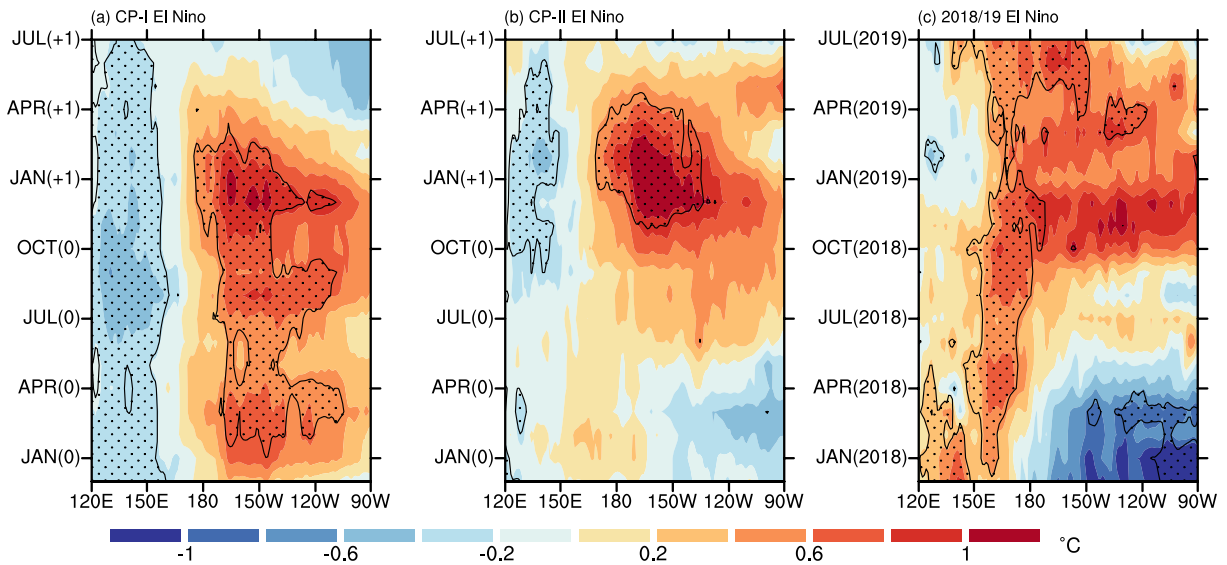 (a) CP-I El Nino
(b) CP-II El Nino
(c) 2018/19 El Nino
JUL(+1)
APR(+1)
JAN(+1)
OCT(0)
JUL(0)
APR(0)
JAN(0)
120E 150E 180 150W 120W 90W
JUL(+1)
APR(+1)
JAN(+1)
OCT(0)
JUL(0)
APR(0)
JAN(0)
120E 150E 180 150W 120W 90W
JUL(2019)
APR(2019)
JAN(2019)
OCT(2018)
JUL(2018)
APR(2018)
JAN(2018)
120E 150E 180 150W 120W 90W
-1 -0.6 -0.2 0.2 0.6 1 °C